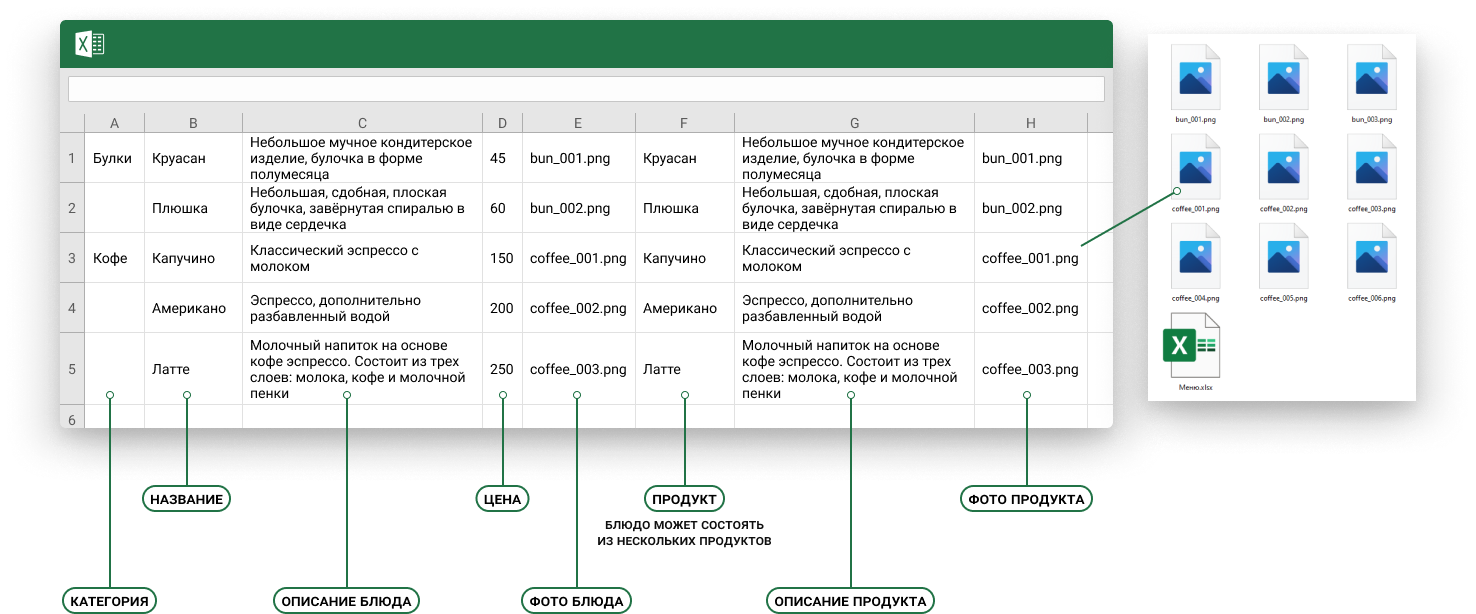 A B C D E F G H
1 Булки Круасан Небольшое мучное кондитерское изделие, булочка в форме полумесяца 45 bun_001.png Круасан Небольшое мучное кондитерское изделие, булочка в форме полумесяца bun_001.png
2 Плюшка Небольшая, сдобная, плоская булочка, завёрнутая спиралью в виде сердечка 60 bun_002.png Плюшка Небольшая, сдобная, плоская булочка, завёрнутая спиралью в виде сердечка bun_002.png
3 Кофе Капучино Классический эспрессо с молоком 150 coffee_001.png Капучино Классический эспрессо с молоком coffee_001.png
4 Американо Эспрессо, дополнительно разбавленный водой 200 coffee_002.png Американо Эспрессо, дополнительно разбавленный водой coffee_002.png
5 Латте Молочный напиток на основе кофе эспрессо. Состоит из трех слоев: молока, кофе и молочной пенки 250 coffee_003.png Латте Молочный напиток на основе кофе эспрессо. Состоит из трех слоев: молока, кофе и молочной пенки coffee_003.png
6
НАЗВАНИЕ ЦЕНА ПРОДУКТ ФОТО ПРОДУКТА
БЛЮДО МОЖЕТ СОСТОЯТЬ
ИЗ НЕСКОЛЬКИХ ПРОДУКТОВ
КАТЕГОРИЯ ОПИСАНИЕ БЛЮДА ФОТО БЛЮДА ОПИСАНИЕ ПРОДУКТА
bun_001.png bun_002.png bun_003.png
coffee_001.png coffee_002.png coffee_003.png
coffee_004.png coffee_005.png coffee_006.png
X
Меню.xlsx